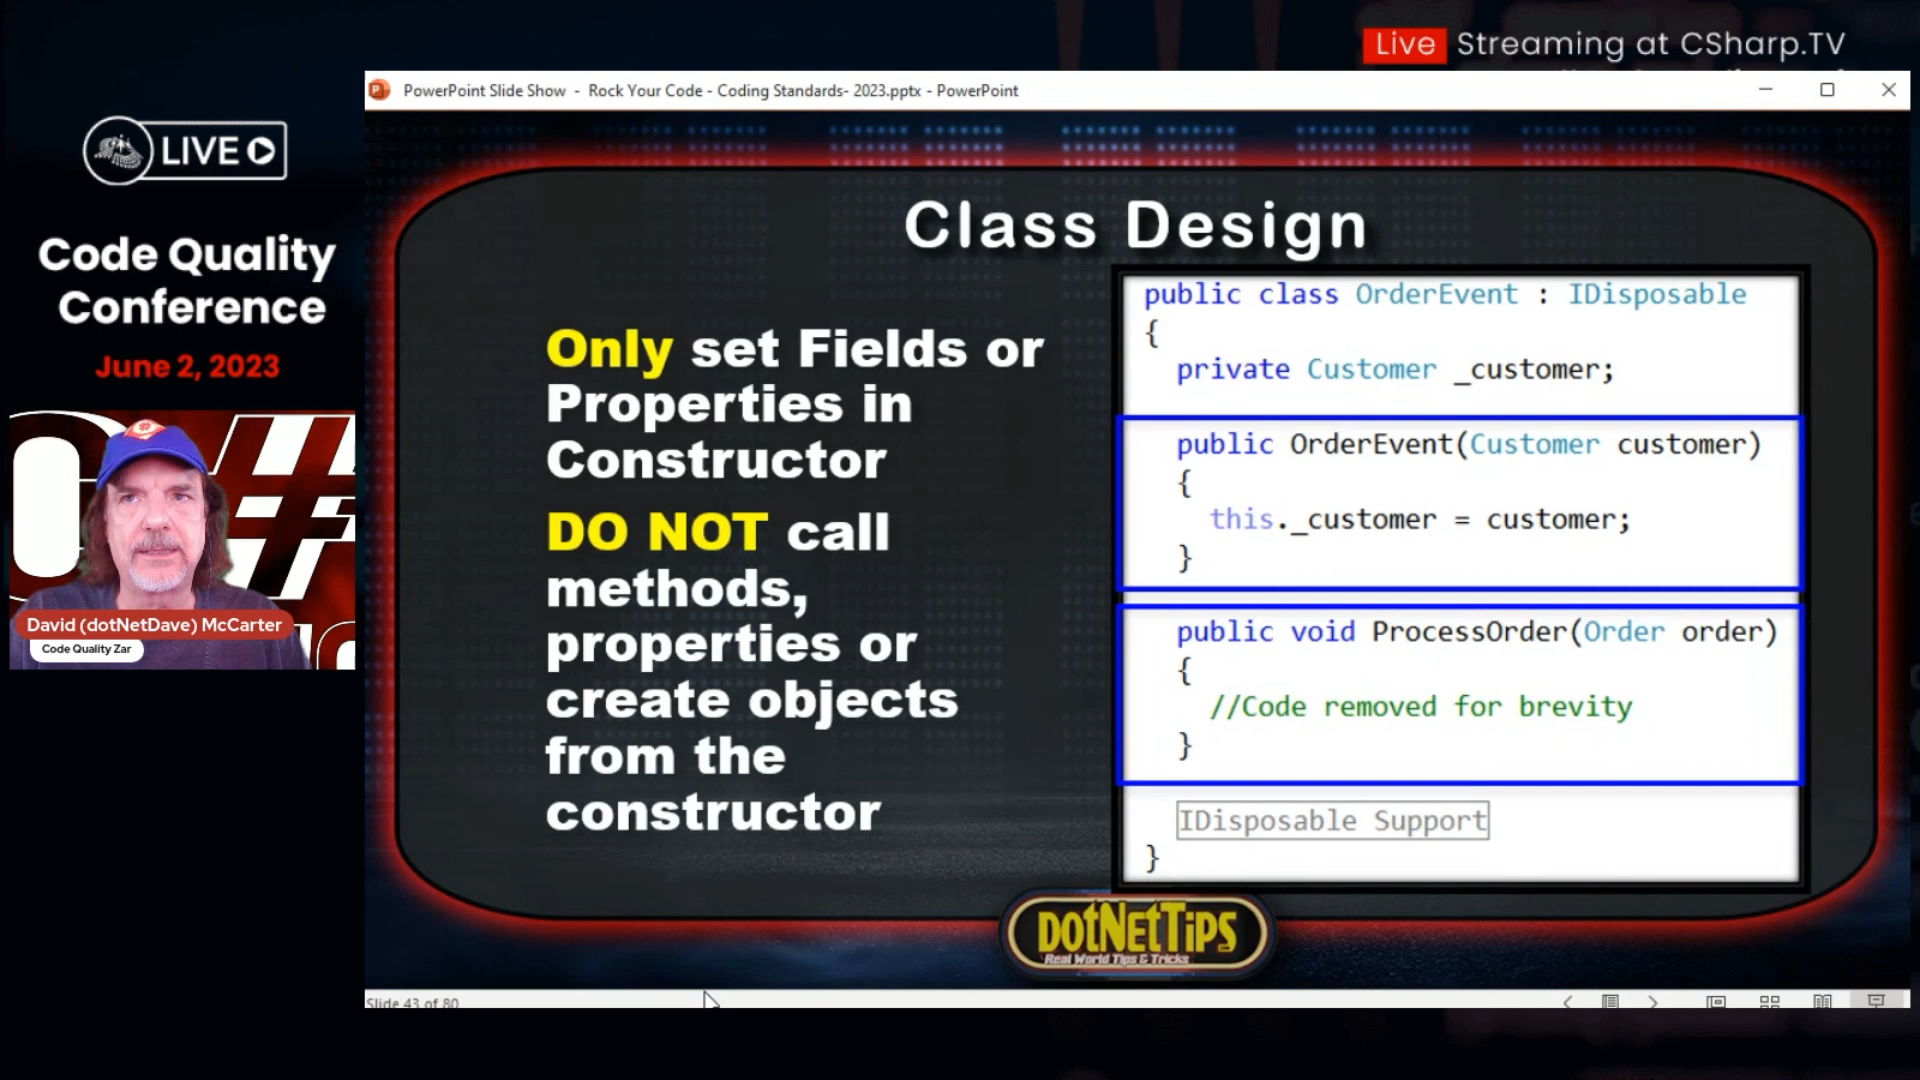 Live Streaming at CSharp.TV
PowerPoint Slide Show - Rock Your Code - Coding Standards- 2023.pptx - PowerPoint
LIVE
Code Quality
Conference
June 2, 2023
David (dotNetDave) McCarter
Code Quality Zar
Class Design
Only set Fields or
Properties in
Constructor
DO NOT call
methods,
properties or
create objects
from the
constructor
public class OrderEvent : IDisposable
{
private Customer _customer;
public OrderEvent(Customer customer)
{
this._customer = customer;
}
public void ProcessOrder(Order order)
{
//Code removed for brevity
}
IDisposable Support
}
DOtNEtTiPS
Real World Tips & Tricks
Slide 43 of 80